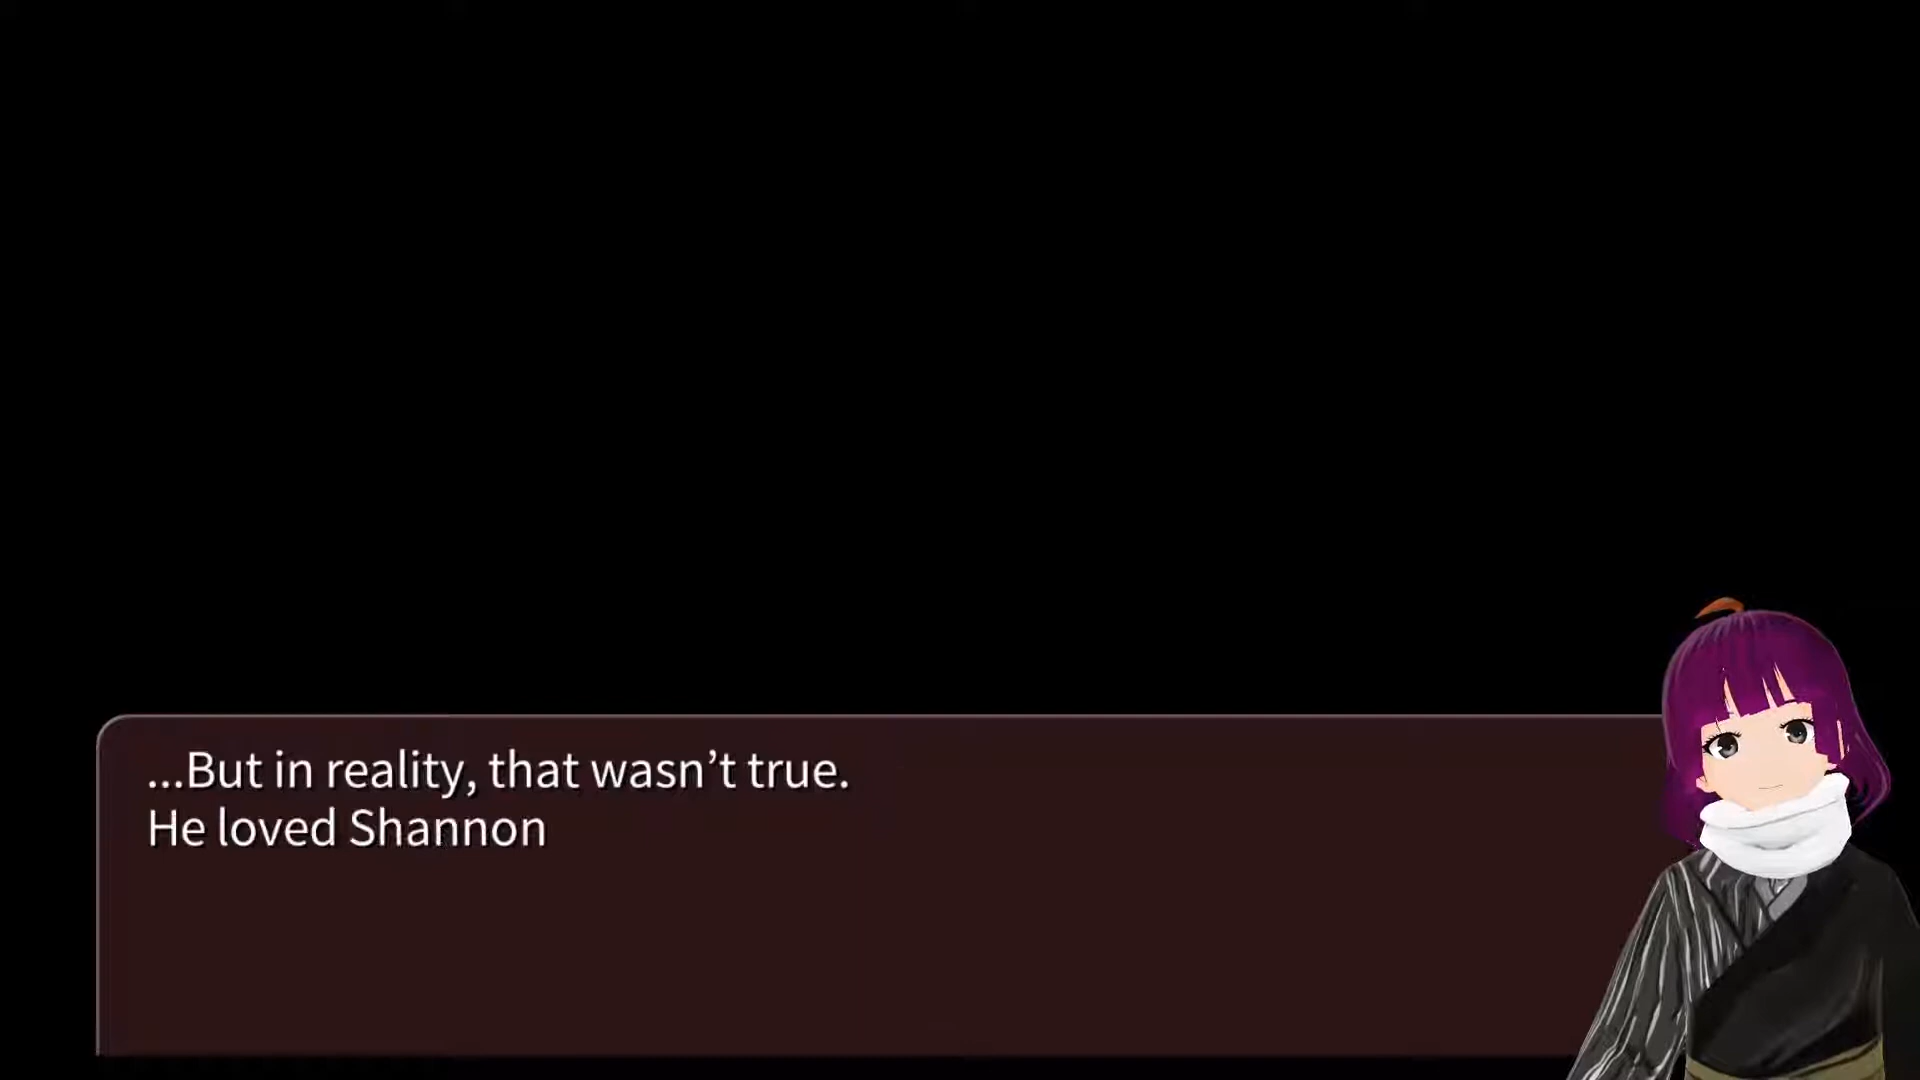 ...But in reality, that wasn’t true.
He loved Shannon